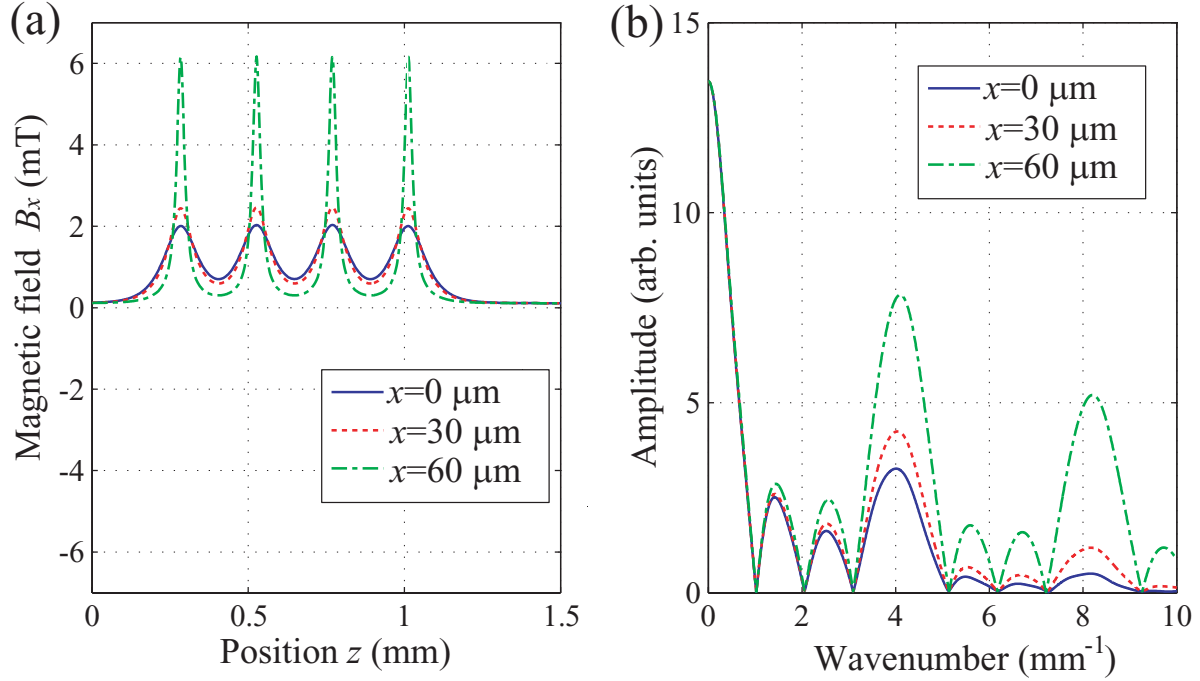 (a)
Magnetic field Bx (mT)
6
4
2
0
-2
-4
-6
0
0.5
1
1.5
Position z (mm)
x=0 μm
x=30 μm
x=60 μm
(b)
Amplitude (arb. units)
15
10
5
0
0
2
4
6
8
10
Wavenumber (mm-1)
x=0 μm
x=30 μm
x=60 μm